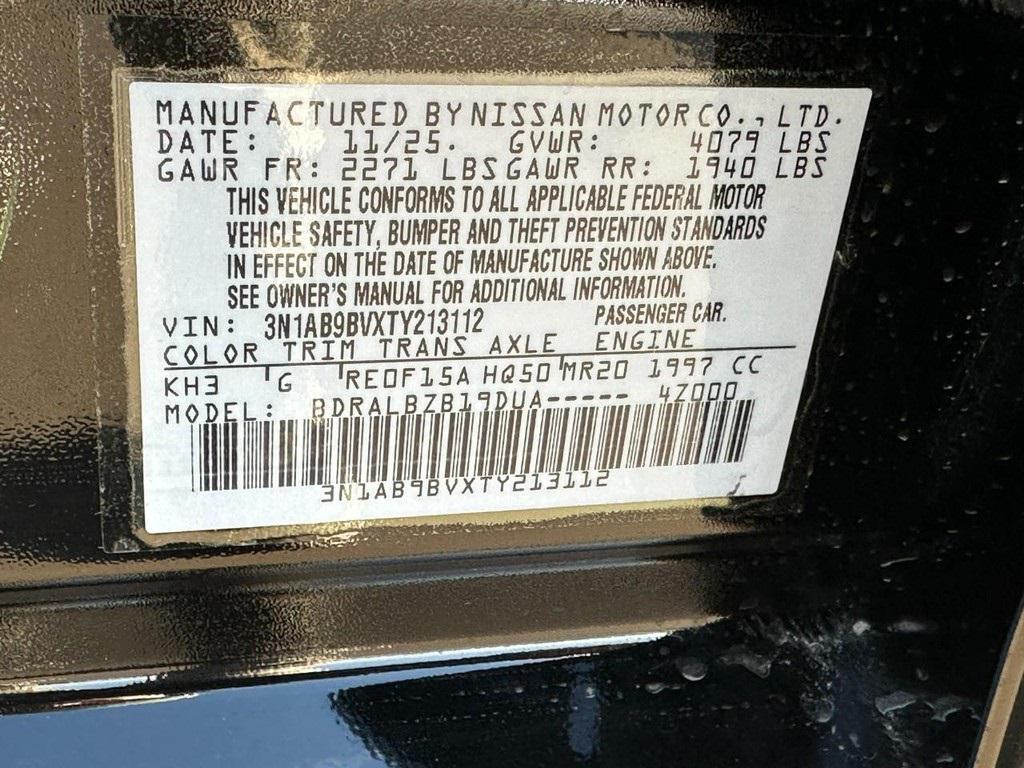 MANUFACTURED BY NISSAN MOTOR CO., LTD.
DATE: 11/25. GVWR: 4079 LBS
GAWR FR: 2271 LBS GAWR RR: 1940 LBS
THIS VEHICLE CONFORMS TO ALL APPLICABLE FEDERAL MOTOR
VEHICLE SAFETY, BUMPER AND THEFT PREVENTION STANDARDS
IN EFFECT ON THE DATE OF MANUFACTURE SHOWN ABOVE.
SEE OWNER'S MANUAL FOR ADDITIONAL INFORMATION.
VIN: 3N1AB9BVXTY213112 PASSENGER CAR.
COLOR TRIM TRANS AXLE ENGINE
KH3 G RE0F15A HQ50 MR20 1997 CC
MODEL: BDRALBZB19DUA----- 4Z000
3N1AB9BVXTY213112